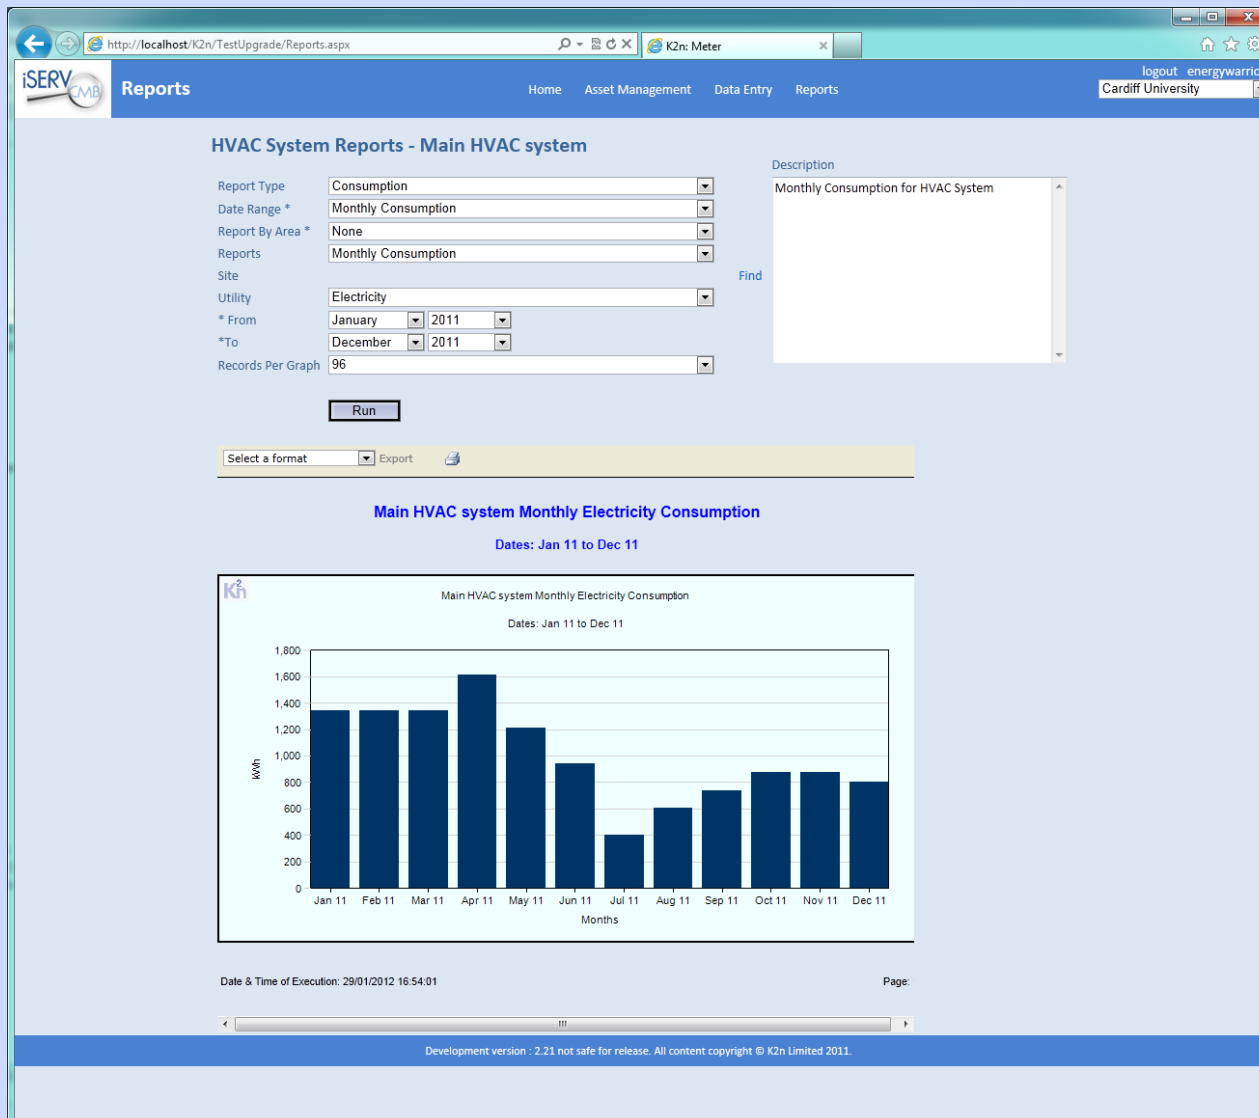 http://localhost/K2n/TestUpgrade/Reports.aspx
K2n: Meter
iSERV CMB
Reports
Home Asset Management Data Entry Reports
logout energywarrio
Cardiff University
HVAC System Reports - Main HVAC system
Description
Monthly Consumption for HVAC System
Report Type Consumption
Date Range * Monthly Consumption
Report By Area * None
Reports Monthly Consumption
Site Find
Utility Electricity
* From January 2011
*To December 2011
Records Per Graph 96
Run
Select a format Export
Main HVAC system Monthly Electricity Consumption
Dates: Jan 11 to Dec 11
K2n
Main HVAC system Monthly Electricity Consumption
Dates: Jan 11 to Dec 11
1,800
1,600
1,400
1,200
1,000
kWh
800
600
400
200
0
Jan 11 Feb 11 Mar 11 Apr 11 May 11 Jun 11 Jul 11 Aug 11 Sep 11 Oct 11 Nov 11 Dec 11
Months
Date & Time of Execution: 29/01/2012 16:54:01 Page:
Development version : 2.21 not safe for release. All content copyright © K2n Limited 2011.